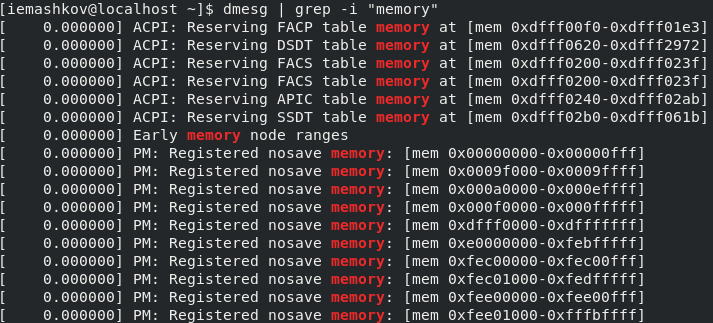 [iemashkov@localhost ~]$ dmesg | grep -i "memory"
[    0.000000] ACPI: Reserving FACP table memory at [mem 0xdfff00f0-0xdfff01e3]
[    0.000000] ACPI: Reserving DSDT table memory at [mem 0xdfff0620-0xdfff2972]
[    0.000000] ACPI: Reserving FACS table memory at [mem 0xdfff0200-0xdfff023f]
[    0.000000] ACPI: Reserving FACS table memory at [mem 0xdfff0200-0xdfff023f]
[    0.000000] ACPI: Reserving APIC table memory at [mem 0xdfff0240-0xdfff02ab]
[    0.000000] ACPI: Reserving SSDT table memory at [mem 0xdfff02b0-0xdfff061b]
[    0.000000] Early memory node ranges
[    0.000000] PM: Registered nosave memory: [mem 0x00000000-0x00000fff]
[    0.000000] PM: Registered nosave memory: [mem 0x0009f000-0x0009ffff]
[    0.000000] PM: Registered nosave memory: [mem 0x000a0000-0x000effff]
[    0.000000] PM: Registered nosave memory: [mem 0x000f0000-0x000fffff]
[    0.000000] PM: Registered nosave memory: [mem 0xdfff0000-0xdfffffff]
[    0.000000] PM: Registered nosave memory: [mem 0xe0000000-0xfebfffff]
[    0.000000] PM: Registered nosave memory: [mem 0xfec00000-0xfec00fff]
[    0.000000] PM: Registered nosave memory: [mem 0xfec01000-0xfedfffff]
[    0.000000] PM: Registered nosave memory: [mem 0xfee00000-0xfee00fff]
[    0.000000] PM: Registered nosave memory: [mem 0xfee01000-0xfffbffff]